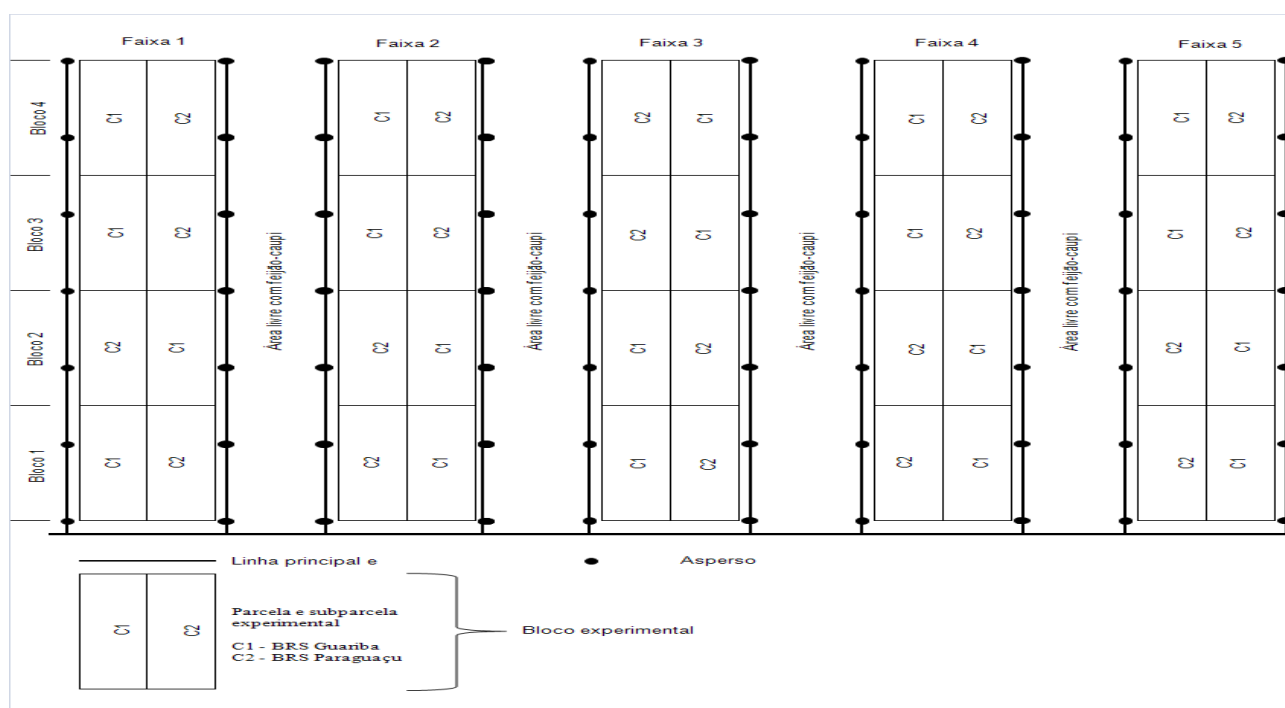 Faixa 1 Faixa 2 Faixa 3 Faixa 4 Faixa 5
Bloco 4 C1 C2 C1 C2 C2 C1 C1 C2 C1 C2
Bloco 3 C1 C2 C1 C2 C2 C1 C1 C2 C1 C2
Área livre com feijão-caupi Área livre com feijão-caupi Área livre com feijão-caupi Área livre com feijão-caupi
Bloco 2 C2 C1 C2 C1 C1 C2 C2 C1 C2 C1
Bloco 1 C1 C2 C2 C1 C1 C2 C2 C1 C2 C1
Linha principal e Asperso
C1 C2
Parcela e subparcela
experimental
C1 - BRS Guariba
C2 - BRS Paraguaçu
Bloco experimental